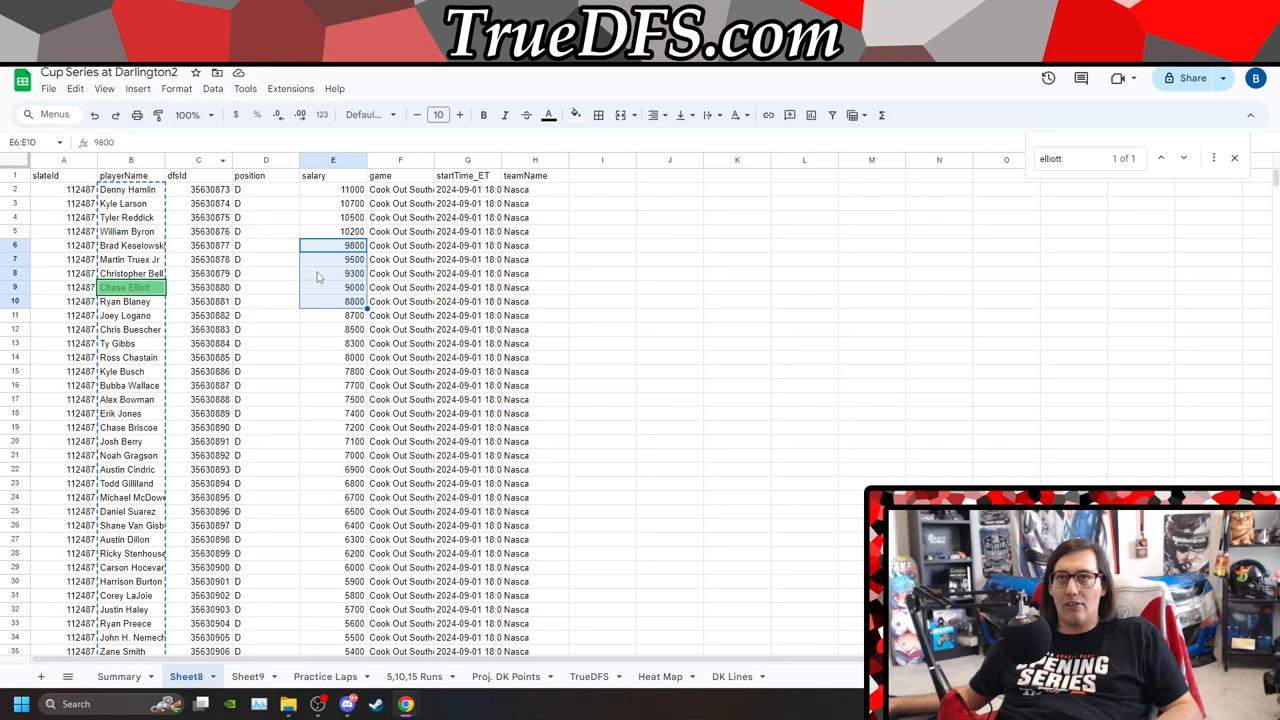 TrueDFS.com
Cup Series at Darlington2
File Edit View Insert Format Data Tools Extensions Help
Share B
Menus 100% $ % .0 .00 123 Defaul... 10 B I A
E6:E10 9800
elliott 1 of 1
A B C D E F G H I J K L M N O
1 slateId playerName dfsId position salary game startTime_ET teamName
2 112487 Denny Hamlin 35630873 D 11000 Cook Out South 2024-09-01 18:0 Nasca
3 112487 Kyle Larson 35630874 D 10700 Cook Out South 2024-09-01 18:0 Nasca
4 112487 Tyler Reddick 35630875 D 10500 Cook Out South 2024-09-01 18:0 Nasca
5 112487 William Byron 35630876 D 10200 Cook Out South 2024-09-01 18:0 Nasca
6 112487 Brad Keselowski 35630877 D 9800 Cook Out South 2024-09-01 18:0 Nasca
7 112487 Martin Truex Jr 35630878 D 9500 Cook Out South 2024-09-01 18:0 Nasca
8 112487 Christopher Bell 35630879 D 9300 Cook Out South 2024-09-01 18:0 Nasca
9 112487 Chase Elliott 35630880 D 9000 Cook Out South 2024-09-01 18:0 Nasca
10 112487 Ryan Blaney 35630881 D 8800 Cook Out South 2024-09-01 18:0 Nasca
11 112487 Joey Logano 35630882 D 8700 Cook Out South 2024-09-01 18:0 Nasca
12 112487 Chris Buescher 35630883 D 8500 Cook Out South 2024-09-01 18:0 Nasca
13 112487 Ty Gibbs 35630884 D 8300 Cook Out South 2024-09-01 18:0 Nasca
14 112487 Ross Chastain 35630885 D 8000 Cook Out South 2024-09-01 18:0 Nasca
15 112487 Kyle Busch 35630886 D 7800 Cook Out South 2024-09-01 18:0 Nasca
16 112487 Bubba Wallace 35630887 D 7700 Cook Out South 2024-09-01 18:0 Nasca
17 112487 Alex Bowman 35630888 D 7500 Cook Out South 2024-09-01 18:0 Nasca
18 112487 Erik Jones 35630889 D 7400 Cook Out South 2024-09-01 18:0 Nasca
19 112487 Chase Briscoe 35630890 D 7200 Cook Out South 2024-09-01 18:0 Nasca
20 112487 Josh Berry 35630891 D 7100 Cook Out South 2024-09-01 18:0 Nasca
21 112487 Noah Gragson 35630892 D 7000 Cook Out South 2024-09-01 18:0 Nasca
22 112487 Austin Cindric 35630893 D 6900 Cook Out South 2024-09-01 18:0 Nasca
23 112487 Todd Gilliland 35630894 D 6800 Cook Out South 2024-09-01 18:0 Nasca
24 112487 Michael McDowe 35630895 D 6700 Cook Out South 2024-09-01 18:0 Nasca
25 112487 Daniel Suarez 35630896 D 6500 Cook Out South 2024-09-01 18:0 Nasca
26 112487 Shane Van Gisb 35630897 D 6400 Cook Out South 2024-09-01 18:0 Nasca
27 112487 Austin Dillon 35630898 D 6300 Cook Out South 2024-09-01 18:0 Nasca
28 112487 Ricky Stenhouse 35630899 D 6200 Cook Out South 2024-09-01 18:0 Nasca
29 112487 Carson Hocevar 35630900 D 6000 Cook Out South 2024-09-01 18:0 Nasca
30 112487 Harrison Burton 35630901 D 5900 Cook Out South 2024-09-01 18:0 Nasca
31 112487 Corey LaJoie 35630902 D 5800 Cook Out South 2024-09-01 18:0 Nasca
32 112487 Justin Haley 35630903 D 5700 Cook Out South 2024-09-01 18:0 Nasca
33 112487 Ryan Preece 35630904 D 5600 Cook Out South 2024-09-01 18:0 Nasca
34 112487 John H. Nemech 35630905 D 5500 Cook Out South 2024-09-01 18:0 Nasca
35 112487 Zane Smith 35630906 D 5400 Cook Out South 2024-09-01 18:0 Nasca
OPENING
SERIES
Summary Sheet8 Sheet9 Practice Laps 5,10,15 Runs Proj. DK Points TrueDFS Heat Map DK Lines
Search